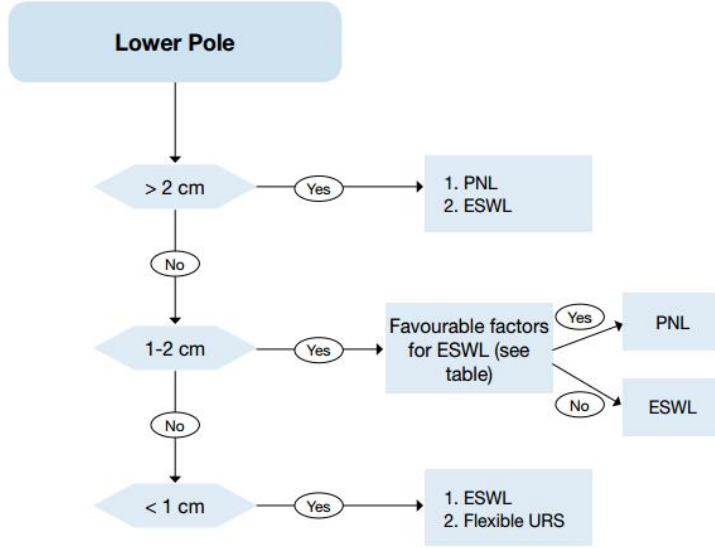 Lower Pole
> 2 cm
Yes
1. PNL
2. ESWL
No
1-2 cm
Yes
Favourable factors
for ESWL (see
table)
Yes
PNL
No
ESWL
No
< 1 cm
Yes
1. ESWL
2. Flexible URS